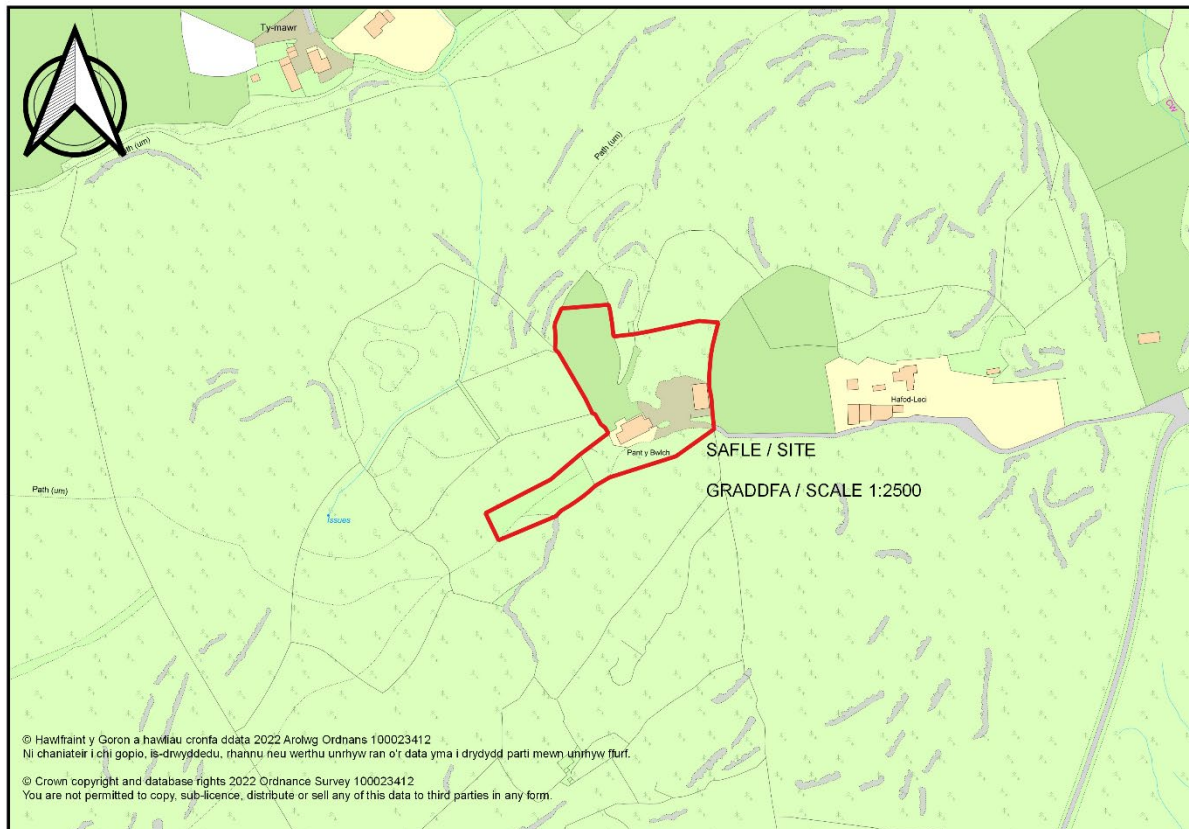 Ty-mawr
Path (um)
Path (um)
CW
Pant y Bwlch
Hafod-Leci
SAFLE / SITE
GRADDFA / SCALE 1:2500
Path (um)
Issues
© Hawlfraint y Goron a hawliau cronfa ddata 2022 Arolwg Ordnans 100023412
Ni chaniateir i chi gopio, is-drwyddedu, rhannu neu werthu unrhyw ran o'r data yma i drydydd parti mewn unrhyw ffurf.
© Crown copyright and database rights 2022 Ordnance Survey 100023412
You are not permitted to copy, sub-licence, distribute or sell any of this data to third parties in any form.